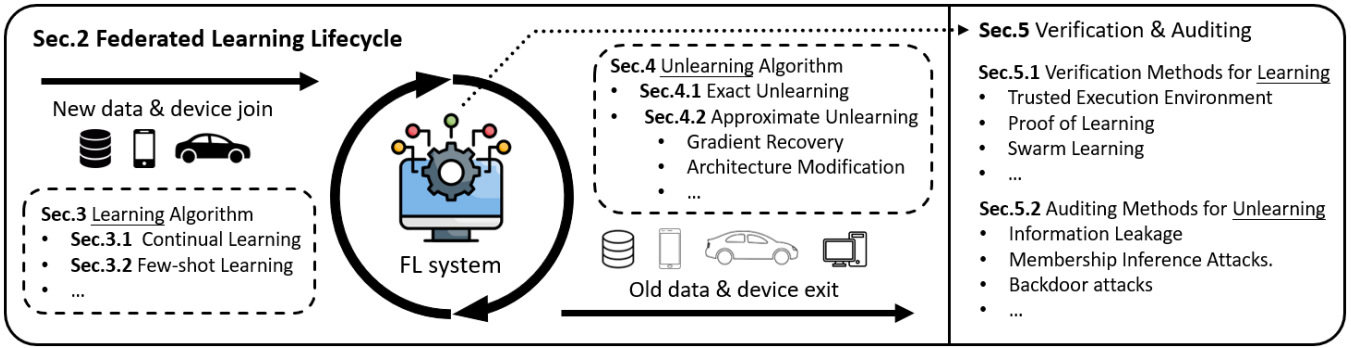 Sec.2 Federated Learning Lifecycle
New data & device join
Sec.3 Learning Algorithm
• Sec.3.1 Continual Learning
• Sec.3.2 Few-shot Learning
• ...
FL system
Sec.4 Unlearning Algorithm
• Sec.4.1 Exact Unlearning
• Sec.4.2 Approximate Unlearning
• Gradient Recovery
• Architecture Modification
• ...
Old data & device exit
Sec.5 Verification & Auditing
Sec.5.1 Verification Methods for Learning
• Trusted Execution Environment
• Proof of Learning
• Swarm Learning
• ...
Sec.5.2 Auditing Methods for Unlearning
• Information Leakage
• Membership Inference Attacks.
• Backdoor attacks
• ...